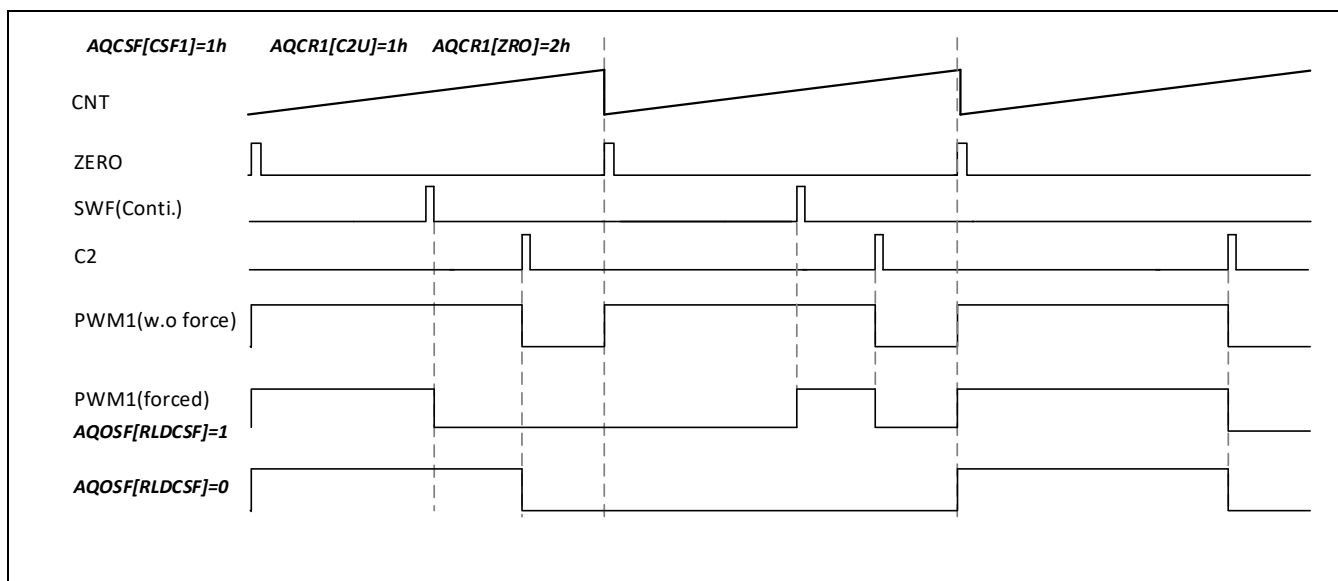 AQCSF[CSF1]=1h AQCR1[C2U]=1h AQCR1[ZRO]=2h
CNT
ZERO
SWF(Conti.)
C2
PWM1(w.o force)
PWM1(forced)
AQOSF[RLDCSF]=1
AQOSF[RLDCSF]=0